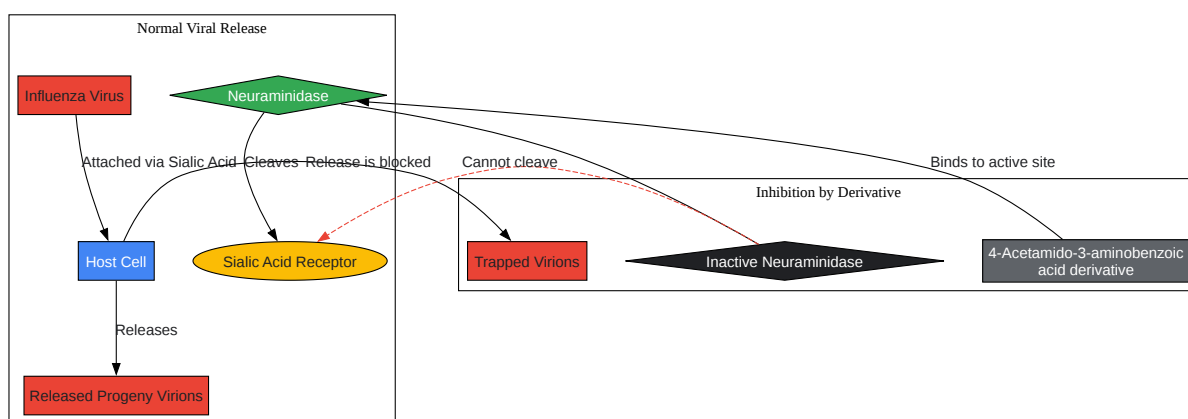 Normal Viral Release
Influenza Virus
Neuraminidase
Attached via Sialic Acid
Cleaves
Release is blocked
Cannot cleave
Binds to active site
Inhibition by Derivative
Host Cell
Sialic Acid Receptor
Trapped Virions
Inactive Neuraminidase
4-Acetamido-3-aminobenzoic
acid derivative
Releases
Released Progeny Virions